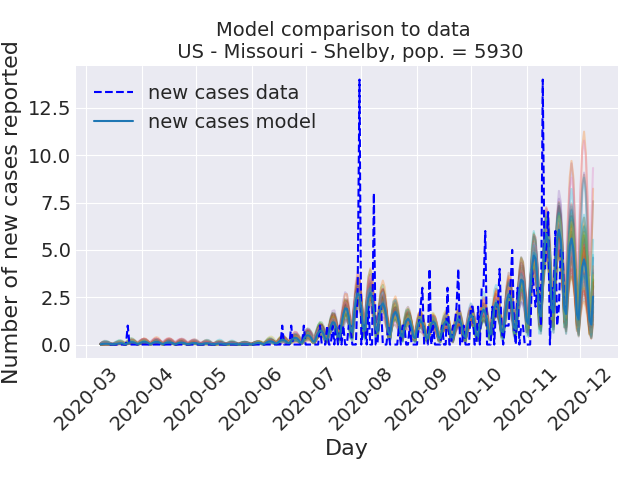 Model comparison to data
US - Missouri - Shelby, pop. = 5930
Number of new cases reported
new cases data
new cases model
12.5
10.0
7.5
5.0
2.5
0.0
2020-03
2020-04
2020-05
2020-06
2020-07
2020-08
2020-09
2020-10
2020-11
2020-12
Day